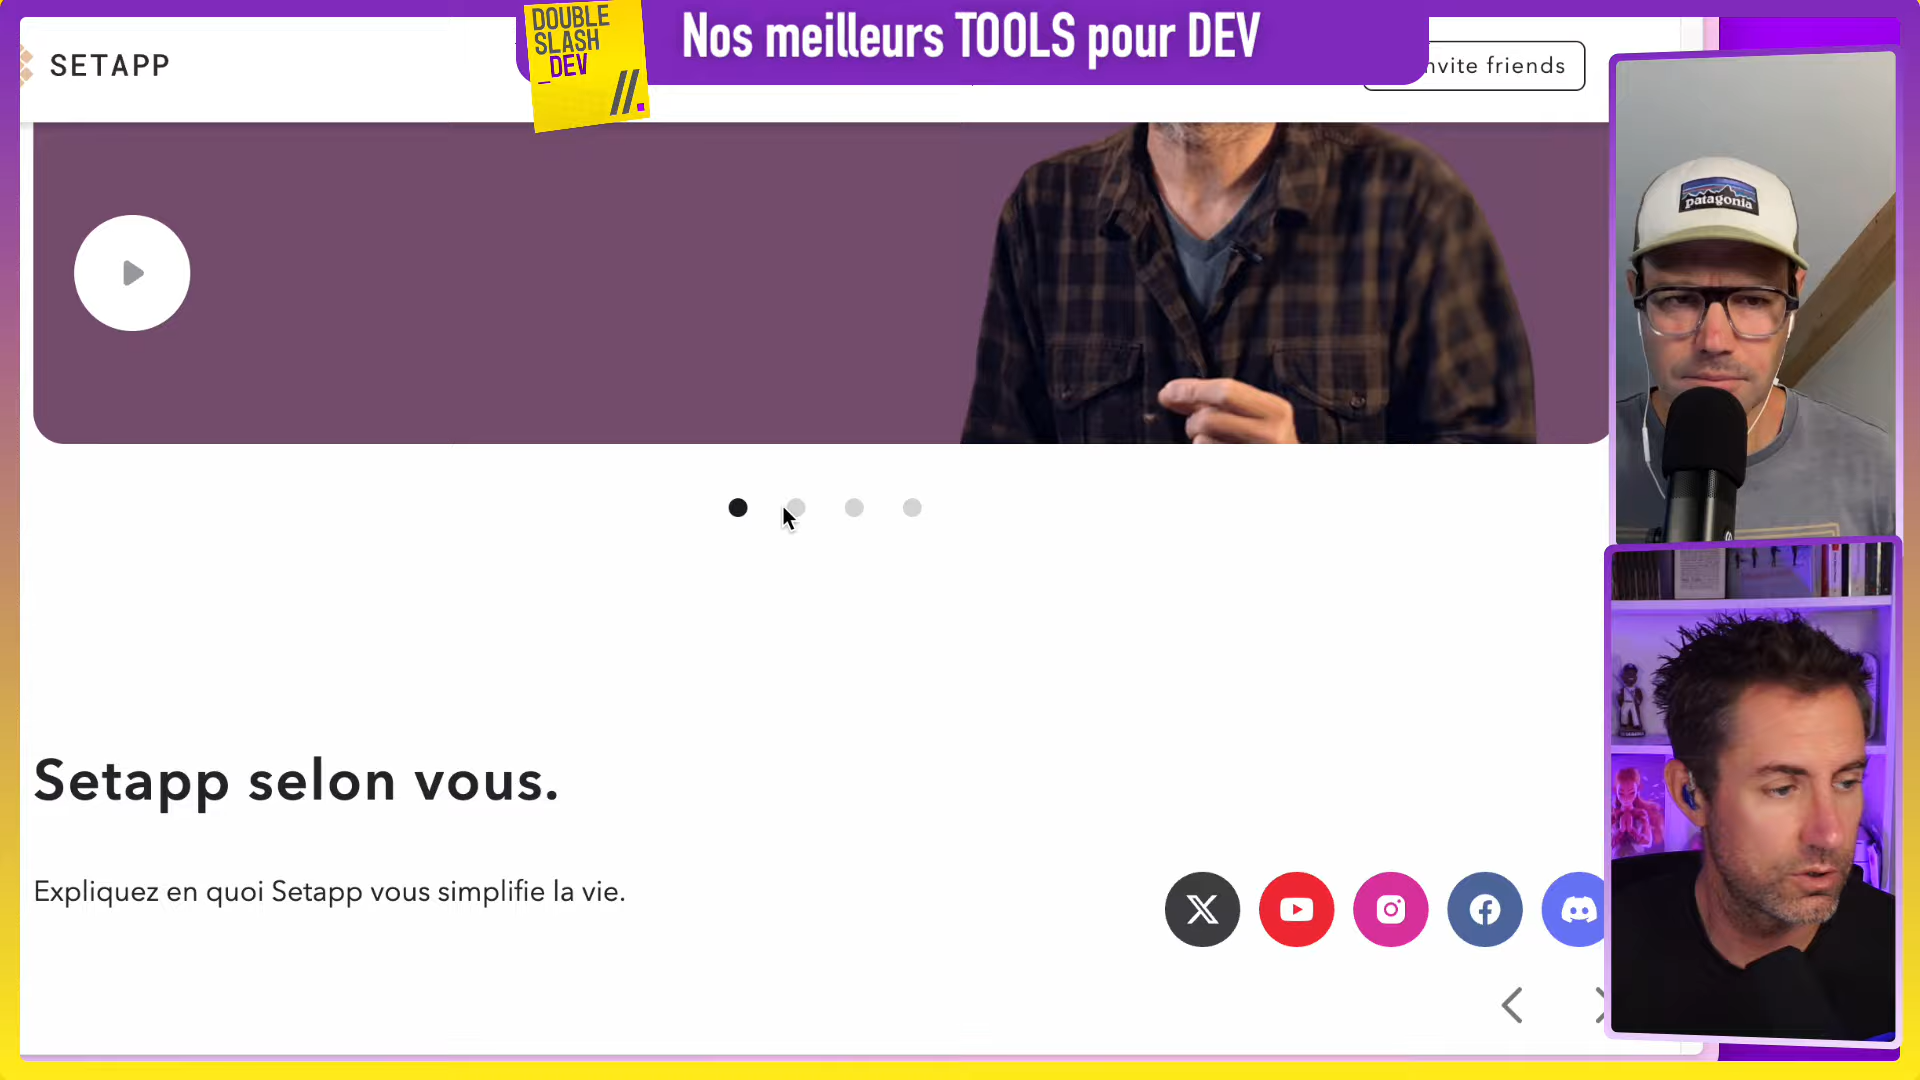 DOUBLE
SLASH
_DEV
//.
Nos meilleurs TOOLS pour DEV
SETAPP
nvite friends
patagonia
Setapp selon vous.
Expliquez en quoi Setapp vous simplifie la vie.